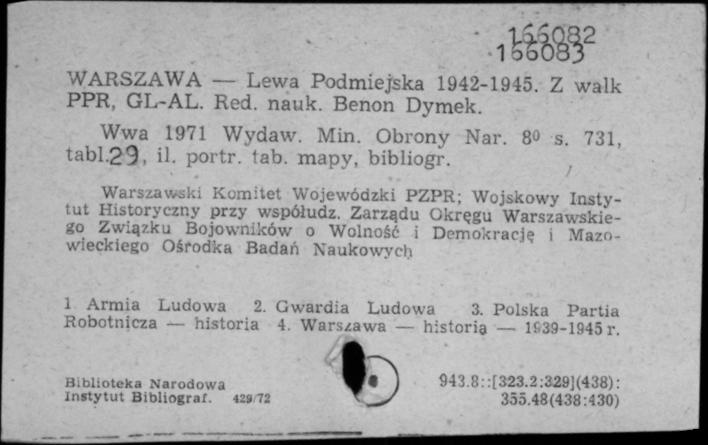 166082
166083
WARSZAWA — Lewa Podmiejska 1942-1945. Z walk
PPR, GL-AL. Red. nauk. Benon Dymek.
Wwa 1971 Wydaw. Min. Obrony Nar. 8⁰ s. 731,
tabl.29, il. portr. tab. mapy, bibliogr.
Warszawski Komitet Wojewódzki PZPR; Wojskowy Insty-
tut Historyczny przy współudz. Zarządu Okręgu Warszawskie-
go Związku Bojowników o Wolność i Demokrację i Mazo-
wieckiego Ośrodka Badań Naukowych
1 Armia Ludowa 2. Gwardia Ludowa 3. Polska Partia
Robotnicza — historia 4. Warszawa — historia — 1939-1945 r.
Biblioteka Narodowa
Instytut Bibliograf. 429/72
943.8::[323.2:329](438):
355.48(438:430)